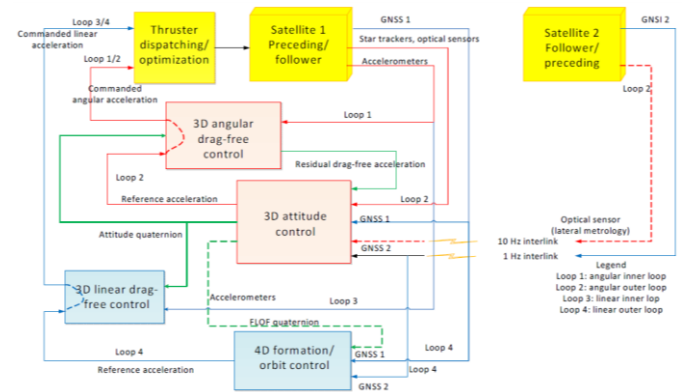 Loop 3/4
Commanded linear
acceleration
Loop 1/2
Commanded
angular acceleration
Thruster
dispatching/
optimization
Satellite 1
Preceding/
follower
GNSS 1
Star trackers, optical sensors
Accelerometers
Satellite 2
Follower/
preceding
GNSI 2
Loop 2
Loop 1
3D angular
drag-free
control
Residual drag-free acceleration
Loop 2
Reference acceleration
Loop 2
3D attitude
control
GNSS 1
GNSS 2
Attitude quaternion
Optical sensor
(lateral metrology)
10 Hz interlink
1 Hz interlink
Legend
Loop 1: angular inner loop
Loop 2: angular outer loop
Loop 3: linear inner lop
Loop 4: linear outer loop
3D linear drag-
free control
Accelerometers
Loop 3
FLOF quaternion
Loop 4
Reference acceleration
4D formation/
orbit control
GNSS 1
Loop 4
Loop 4
GNSS 2